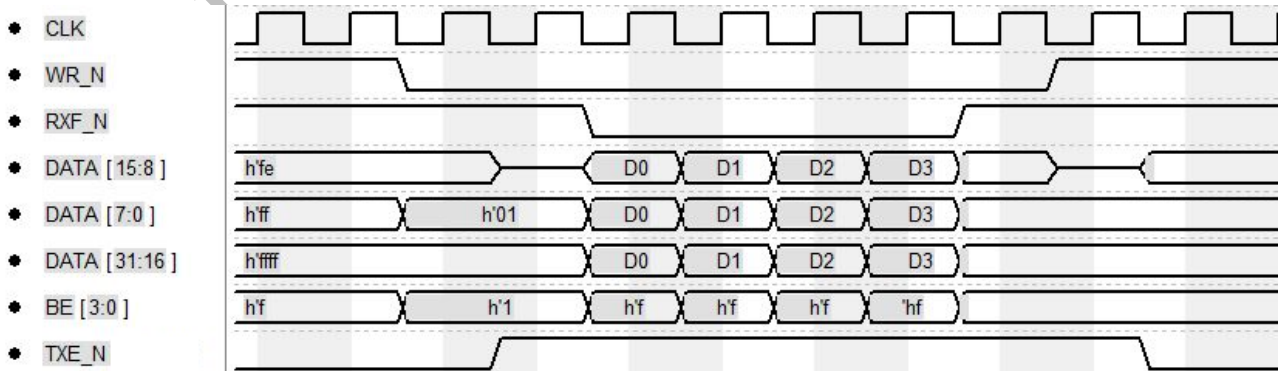 CLK
WR_N
RXF_N
DATA [ 15:8 ] h'fe D0 D1 D2 D3
DATA [7:0 ] h'ff h'01 D0 D1 D2 D3
DATA [31:16 ] h'ffff D0 D1 D2 D3
BE [ 3:0 ] h'f h'1 h'f h'f h'f 'hf
TXE_N